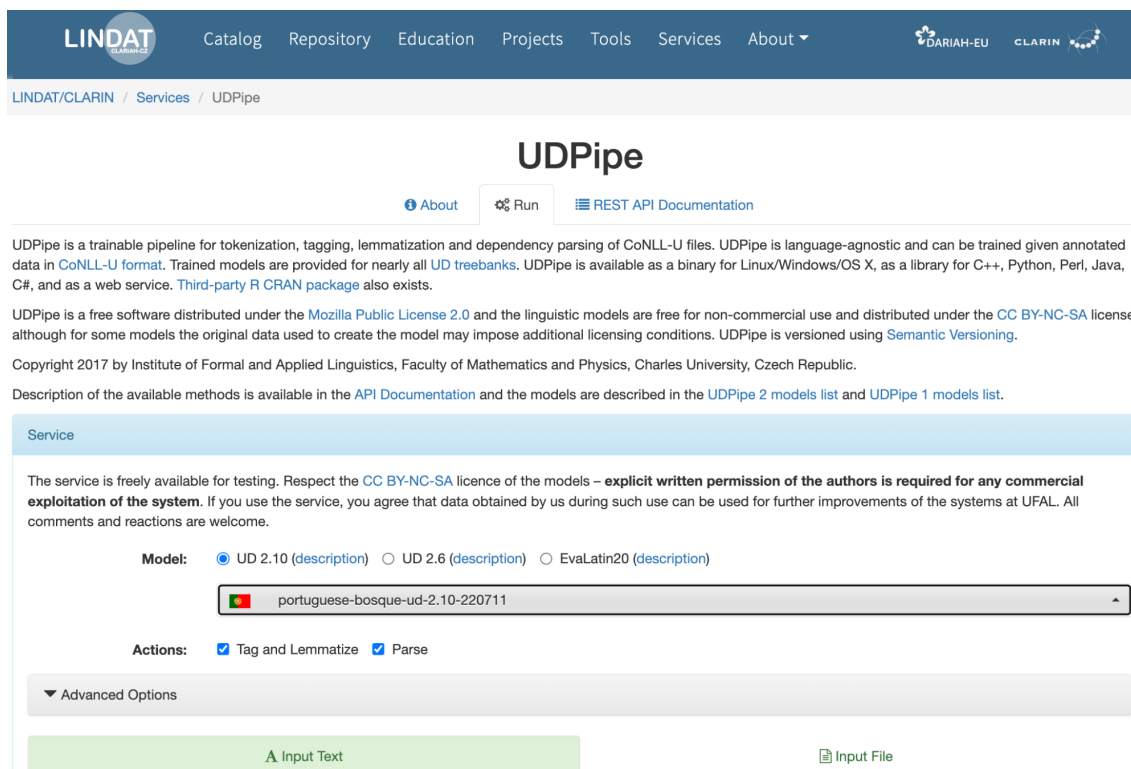 LINDAT
CLARIAH-CZ
Catalog Repository Education Projects Tools Services About
DARIAH-EU CLARIN
LINDAT/CLARIN / Services / UDPipe
UDPipe
About Run REST API Documentation
UDPipe is a trainable pipeline for tokenization, tagging, lemmatization and dependency parsing of CoNLL-U files. UDPipe is language-agnostic and can be trained given annotated
data in CoNLL-U format. Trained models are provided for nearly all UD treebanks. UDPipe is available as a binary for Linux/Windows/OS X, as a library for C++, Python, Perl, Java,
C#, and as a web service. Third-party R CRAN package also exists.
UDPipe is a free software distributed under the Mozilla Public License 2.0 and the linguistic models are free for non-commercial use and distributed under the CC BY-NC-SA license
although for some models the original data used to create the model may impose additional licensing conditions. UDPipe is versioned using Semantic Versioning.
Copyright 2017 by Institute of Formal and Applied Linguistics, Faculty of Mathematics and Physics, Charles University, Czech Republic.
Description of the available methods is available in the API Documentation and the models are described in the UDPipe 2 models list and UDPipe 1 models list.
Service
The service is freely available for testing. Respect the CC BY-NC-SA licence of the models – explicit written permission of the authors is required for any commercial
exploitation of the system. If you use the service, you agree that data obtained by us during such use can be used for further improvements of the systems at UFAL. All
comments and reactions are welcome.
Model: UD 2.10 (description) UD 2.6 (description) EvaLatin20 (description)
portuguese-bosque-ud-2.10-220711
Actions: Tag and Lemmatize Parse
Advanced Options
A Input Text Input File